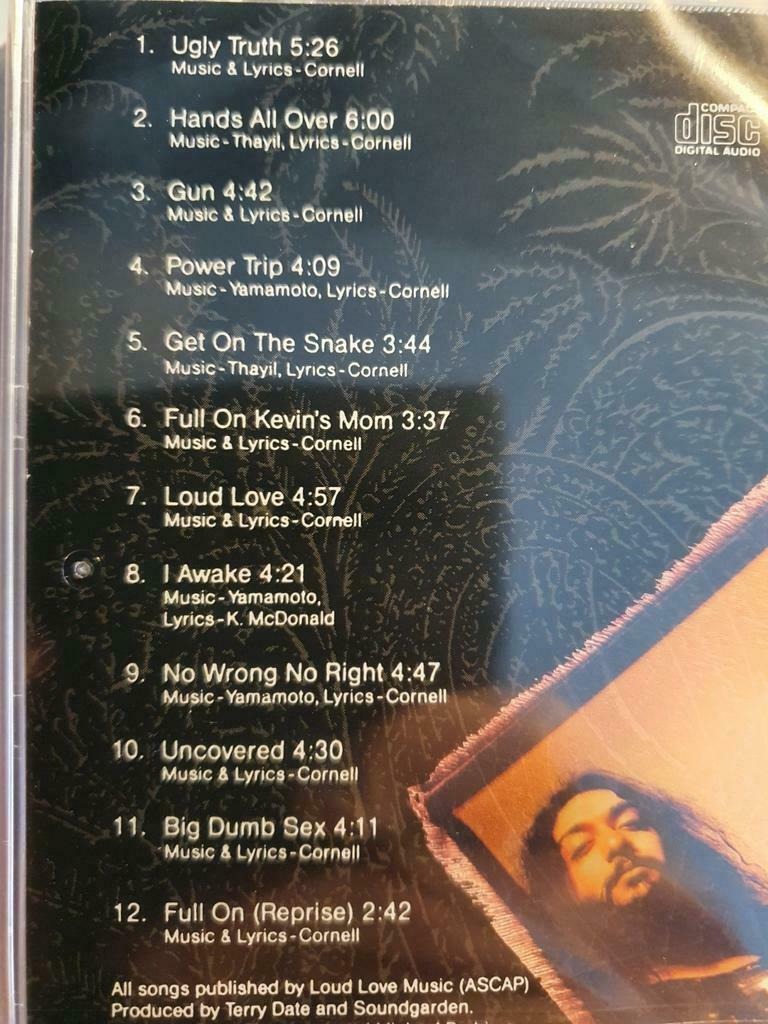 1. Ugly Truth 5:26
Music & Lyrics-Cornell
COMPACT
disc
DIGITAL AUDIO
2. Hands All Over 6:00
Music-Thayil, Lyrics-Cornell
3. Gun 4:42
Music & Lyrics-Cornell
4. Power Trip 4:09
Music-Yamamoto, Lyrics-Cornell
5. Get On The Snake 3:44
Music-Thayil, Lyrics-Cornell
6. Full On Kevin's Mom 3:37
Music & Lyrics-Cornell
7. Loud Love 4:57
Music & Lyrics-Cornell
8. I Awake 4:21
Music-Yamamoto,
Lyrics-K. McDonald
9. No Wrong No Right 4:47
Music-Yamamoto, Lyrics-Cornell
10. Uncovered 4:30
Music & Lyrics-Cornell
11. Big Dumb Sex 4:11
Music & Lyrics-Cornell
12. Full On (Reprise) 2:42
Music & Lyrics-Cornell
All songs published by Loud Love Music (ASCAP)
Produced by Terry Date and Soundgarden.